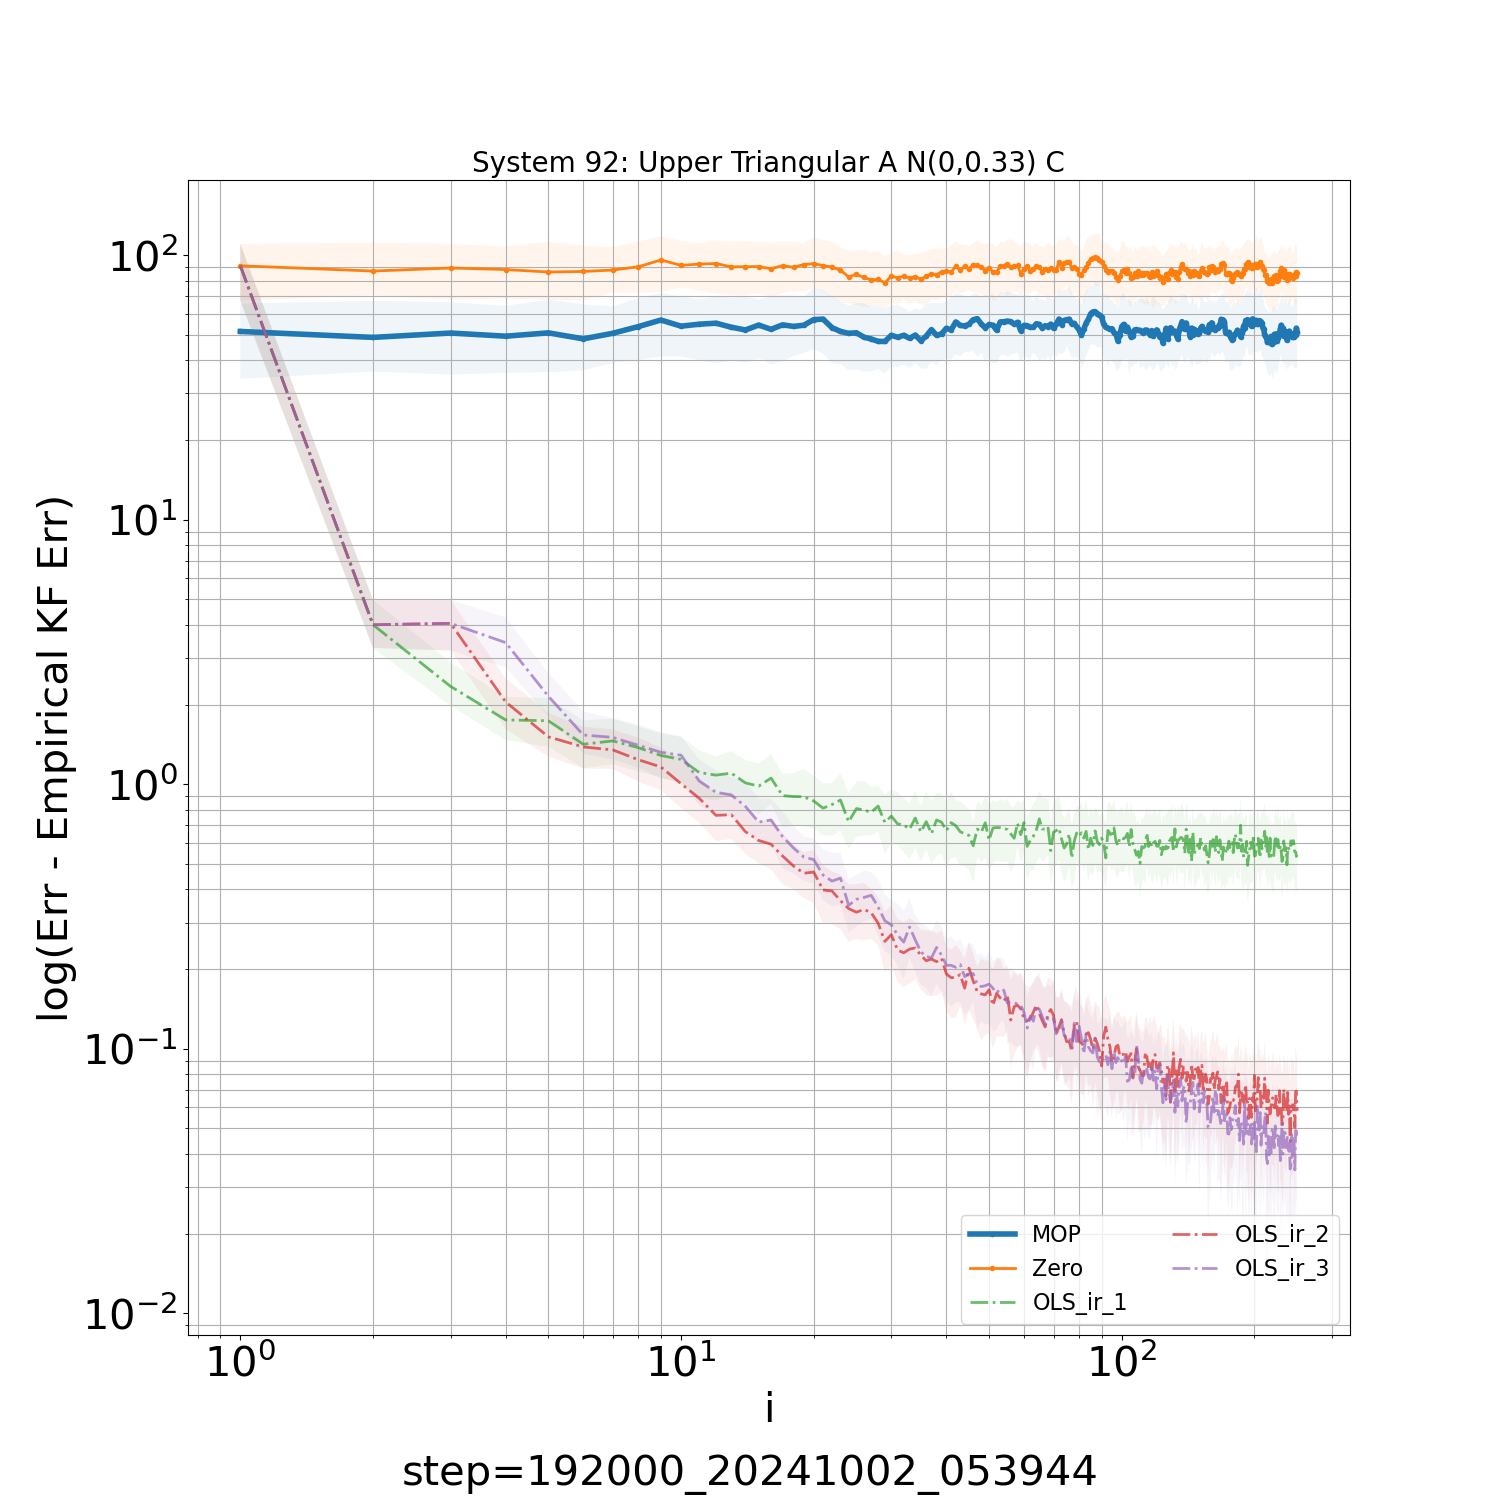 System 92: Upper Triangular A N(0,0.33) C
log(Err - Empirical KF Err)
10²
10¹
10⁰
10⁻¹
10⁻²
MOP
Zero
OLS_ir_1
OLS_ir_2
OLS_ir_3
10⁰ 10¹ 10²
i
step=192000_20241002_053944